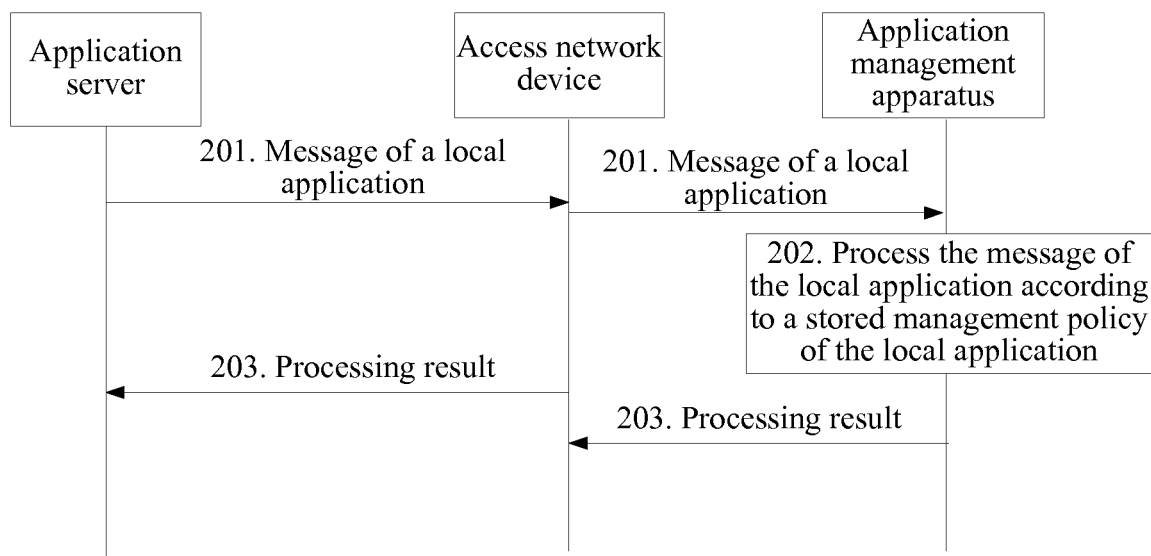 Application
server
Access network
device
Application
management
apparatus
201. Message of a local
application
201. Message of a local
application
202. Process the message of
the local application according
to a stored management policy
of the local application
203. Processing result
203. Processing result